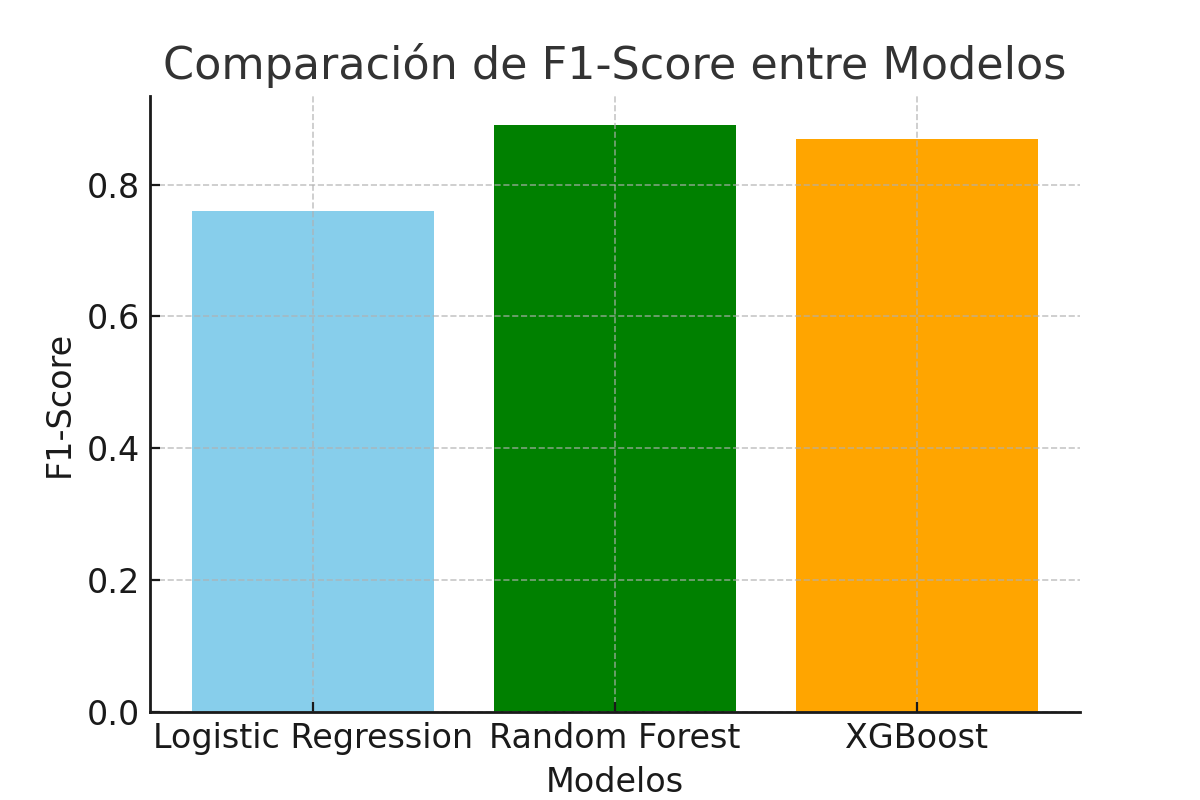 Comparación de F1-Score entre Modelos
F1-Score
0.8
0.6
0.4
0.2
0.0
Logistic Regression Random Forest XGBoost
Modelos